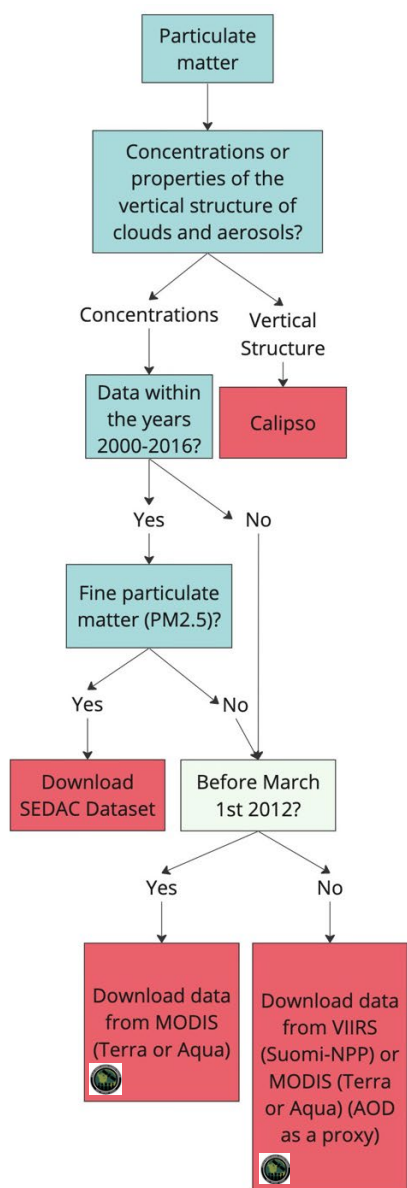 Particulate
matter
Concentrations or
properties of the
vertical structure of
clouds and aerosols?
Concentrations
Vertical
Structure
Data within
the years
2000-2016?
Calipso
Yes
No
Fine particulate
matter (PM2.5)?
Yes
No
Download
SEDAC Dataset
Before March
1st 2012?
Yes
No
Download data
from MODIS
(Terra or Aqua)
Download data
from VIIRS
(Suomi-NPP) or
MODIS (Terra
or Aqua) (AOD
as a proxy)